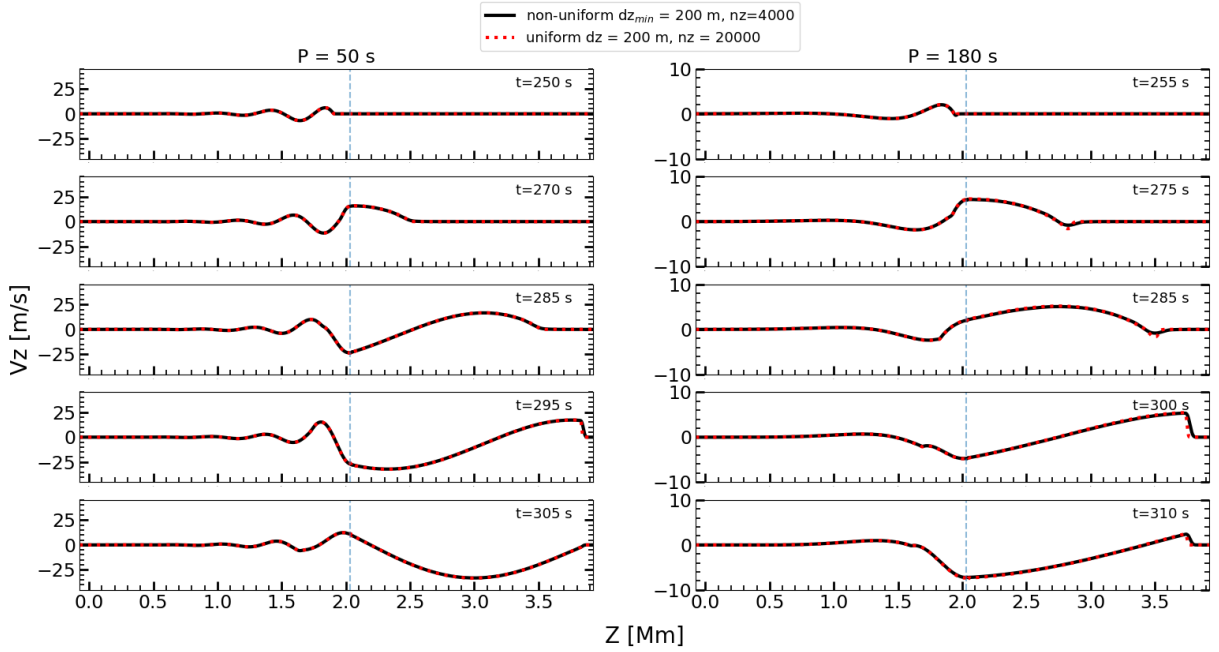 non-uniform dz_min = 200 m, nz=4000
uniform dz = 200 m, nz = 20000
P = 50 s
P = 180 s
Vz [m/s]
25
0
−25
t=250 s
10
0
−10
t=255 s
25
0
−25
t=270 s
10
0
−10
t=275 s
25
0
−25
t=285 s
10
0
−10
t=285 s
25
0
−25
t=295 s
10
0
−10
t=300 s
25
0
−25
t=305 s
10
0
−10
t=310 s
0.0 0.5 1.0 1.5 2.0 2.5 3.0 3.5
0.0 0.5 1.0 1.5 2.0 2.5 3.0 3.5
Z [Mm]